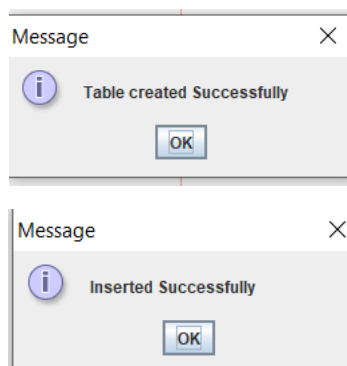 Message
Table created Successfully
OK
Message
Inserted Successfully
OK